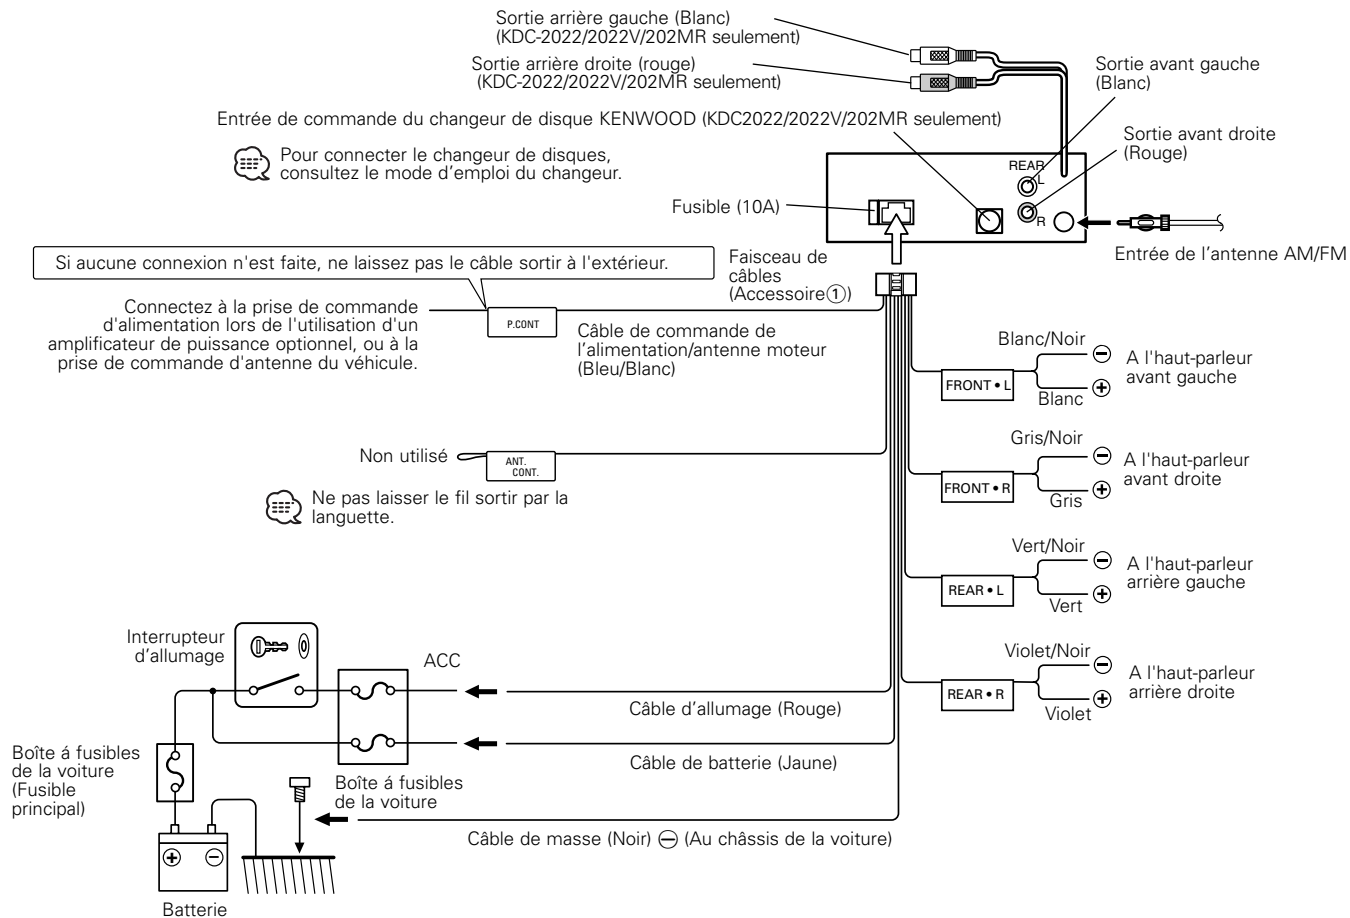 Sortie arrière gauche (Blanc)
(KDC-2022/2022V/202MR seulement)
Sortie arrière droite (rouge)
(KDC-2022/2022V/202MR seulement)
Sortie avant gauche
(Blanc)
Entrée de commande du changeur de disque KENWOOD (KDC2022/2022V/202MR seulement)
Sortie avant droite
(Rouge)
Pour connecter le changeur de disques,
consultez le mode d'emploi du changeur.
REAR
L
R
Fusible (10A)
Entrée de l'antenne AM/FM
Si aucune connexion n'est faite, ne laissez pas le câble sortir à l'extérieur.
Faisceau de
câbles
(Accessoire①)
Connectez à la prise de commande
d'alimentation lors de l'utilisation d'un
amplificateur de puissance optionnel, ou à la
prise de commande d'antenne du véhicule.
P.CONT
Câble de commande de
l'alimentation/antenne moteur
(Bleu/Blanc)
Blanc/Noir
⊖
FRONT • L
Blanc
⊕
A l'haut-parleur
avant gauche
Non utilisé
ANT.
CONT.
Ne pas laisser le fil sortir par la
languette.
Gris/Noir
⊖
FRONT • R
Gris
⊕
A l'haut-parleur
avant droite
Vert/Noir
⊖
REAR • L
Vert
⊕
A l'haut-parleur
arrière gauche
Violet/Noir
⊖
REAR • R
Violet
⊕
A l'haut-parleur
arrière droite
Interrupteur
d'allumage
ACC
Câble d'allumage (Rouge)
Câble de batterie (Jaune)
Boîte á fusibles
de la voiture
(Fusible
principal)
Boîte á fusibles
de la voiture
Câble de masse (Noir) ⊖ (Au châssis de la voiture)
⊕ ⊖
Batterie